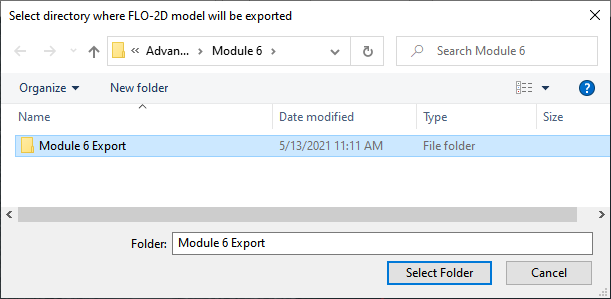 Select directory where FLO-2D model will be exported
« Advan... > Module 6 > Search Module 6
Organize New folder
Name Date modified Type Size
Module 6 Export 5/13/2021 11:11 AM File folder
Folder: Module 6 Export
Select Folder Cancel